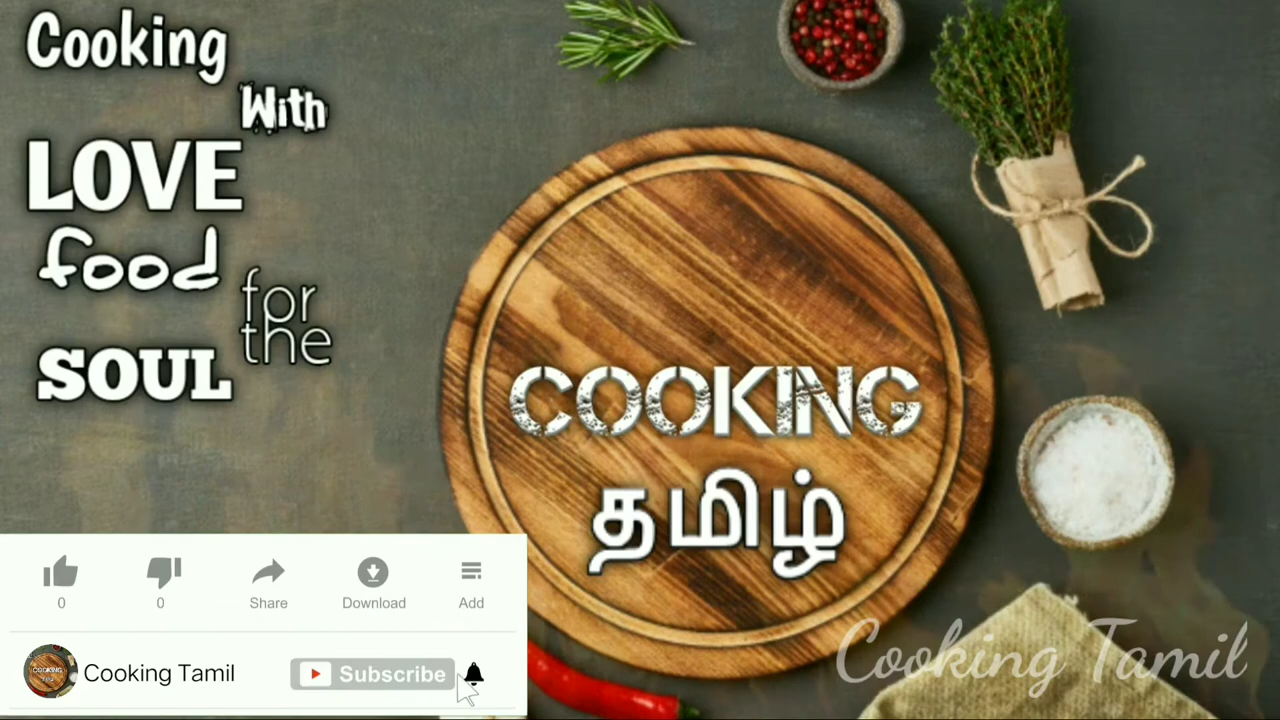 Cooking
With
LOVE
food
for
the
SOUL
COOKING
தமிழ்
0
0
Share
Download
Add
Cooking Tamil
Subscribe
Cooking Tamil